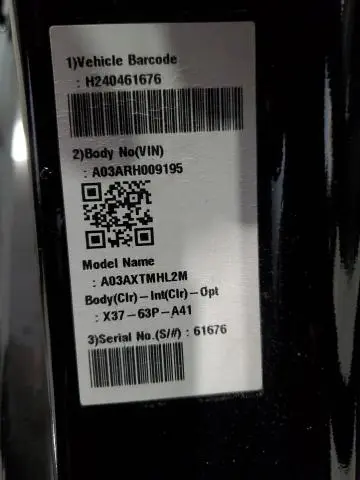 1)Vehicle Barcode
: H240461676
2)Body No(VIN)
: A03ARH009195
Model Name
: A03AXTMHL2M
Body(Clr)-Int(Clr)-Opt
: X37-63P-A41
3)Serial No.(S/#) : 61676